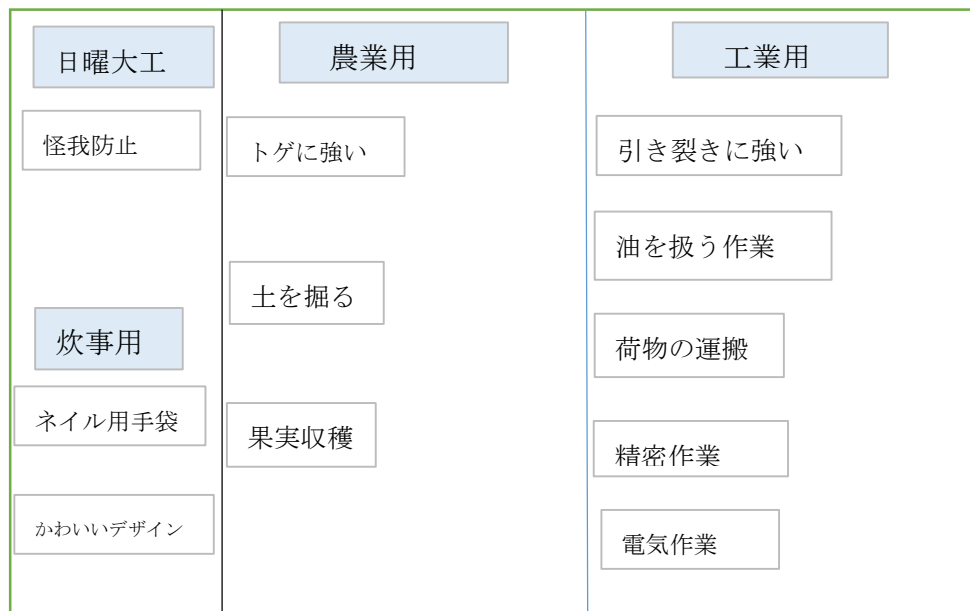 日曜大工
怪我防止
炊事用
ネイル用手袋
かわいいデザイン
農業用
トゲに強い
土を掘る
果実収穫
工業用
引き裂きに強い
油を扱う作業
荷物の運搬
精密作業
電気作業